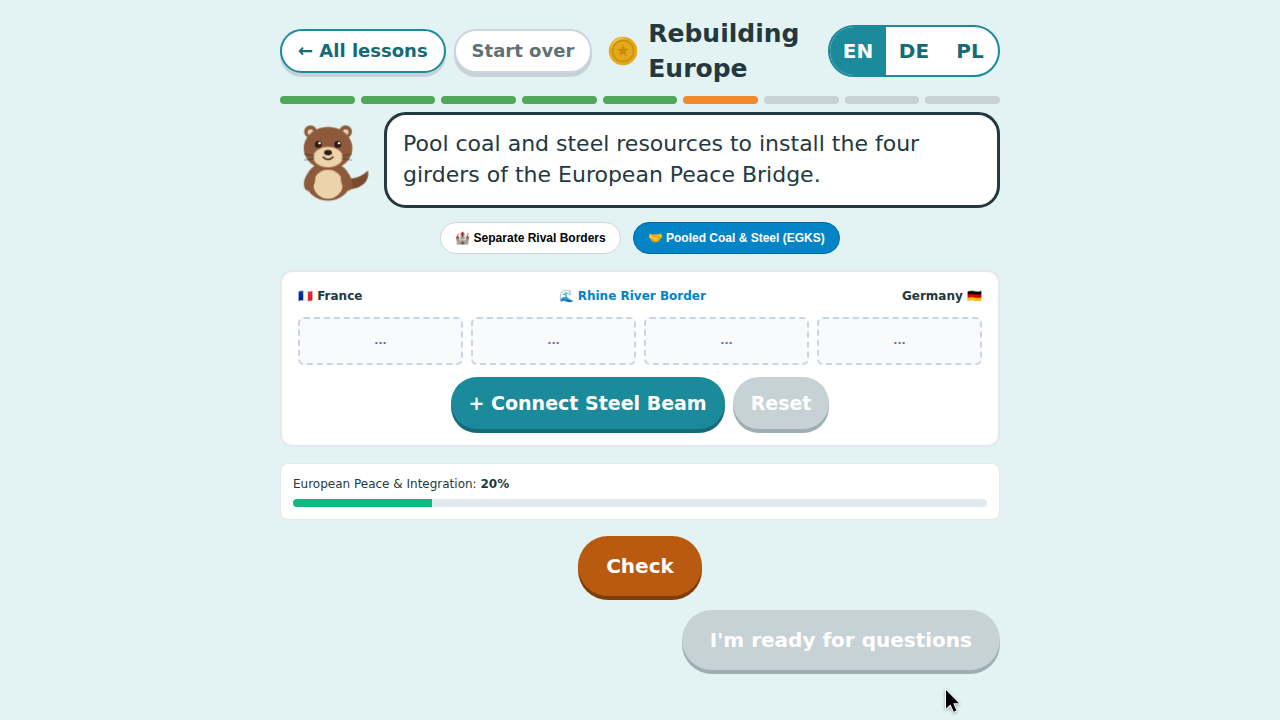 ← All lessons
Start over
Rebuilding
Europe
EN DE PL
Pool coal and steel resources to install the four
girders of the European Peace Bridge.
🏰 Separate Rival Borders
🤝 Pooled Coal & Steel (EGKS)
🇫🇷 France
🌊 Rhine River Border
Germany 🇩🇪
... ... ... ...
+ Connect Steel Beam
Reset
European Peace & Integration: 20%
Check
I'm ready for questions